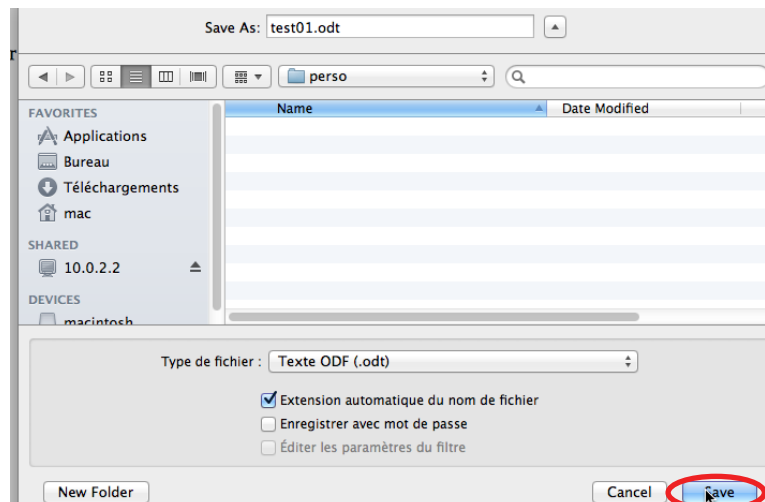 r
Save As: test01.odt
perso
FAVORITES
Name Date Modified
Applications
Bureau
Téléchargements
mac
SHARED
10.0.2.2
DEVICES
macintosh
Type de fichier : Texte ODF (.odt)
Extension automatique du nom de fichier
Enregistrer avec mot de passe
Éditer les paramètres du filtre
New Folder Cancel Save